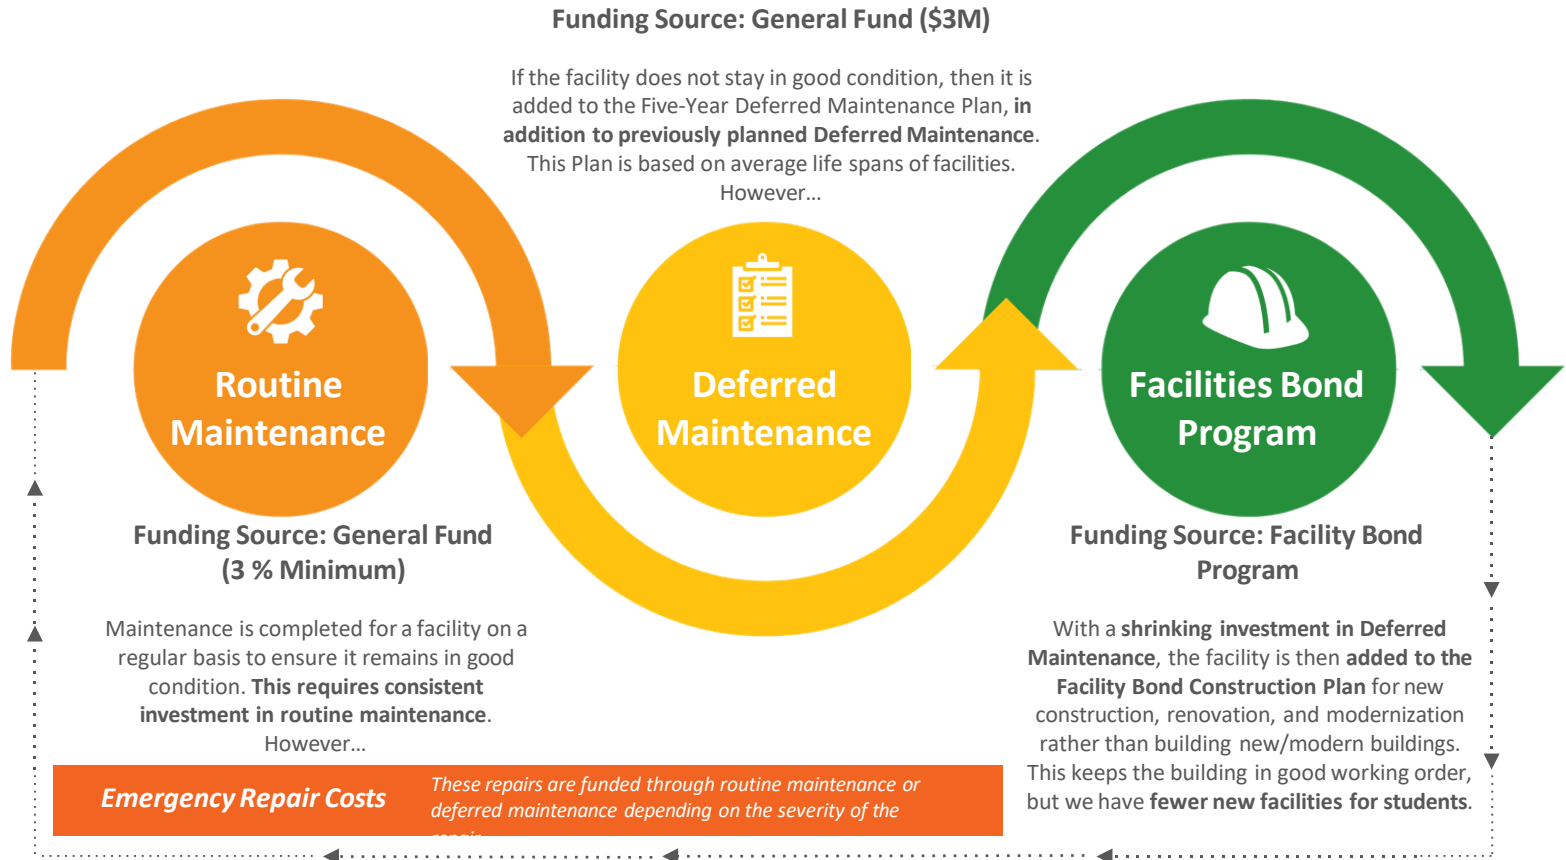 Funding Source: General Fund ($3M)
If the facility does not stay in good condition, then it is
added to the Five-Year Deferred Maintenance Plan, in
addition to previously planned Deferred Maintenance.
This Plan is based on average life spans of facilities.
However...
Routine
Maintenance
Deferred
Maintenance
Facilities Bond
Program
Funding Source: General Fund
(3 % Minimum)
Maintenance is completed for a facility on a
regular basis to ensure it remains in good
condition. This requires consistent
investment in routine maintenance.
However...
Funding Source: Facility Bond
Program
With a shrinking investment in Deferred
Maintenance, the facility is then added to the
Facility Bond Construction Plan for new
construction, renovation, and modernization
rather than building new/modern buildings.
This keeps the building in good working order,
but we have fewer new facilities for students.
Emergency Repair Costs
These repairs are funded through routine maintenance or
deferred maintenance depending on the severity of the